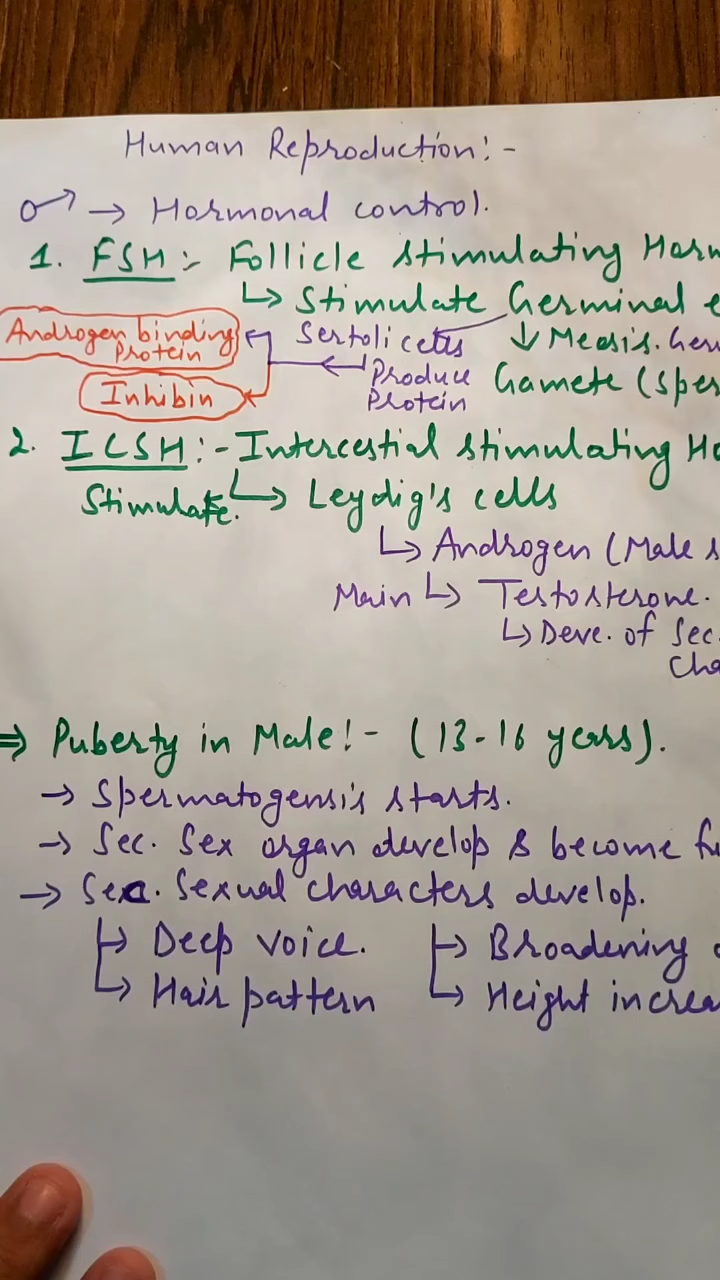 Human Reproduction:-
♂ → Hormonal control.
1. FSH:- Follicle stimulating Horm
↳ Stimulate Germinal e
Androgen binding Protein
Sertoli cells ↓ Meosis. Ger
Produce Protein Gamete (Sper
Inhibin
2. ICSH:- Intercestial stimulating Ho
Stimulate. ↳ Leydig's cells
↳ Androgen (Male s
Main ↳ Testosterone.
↳ Deve. of Sec.
Cha
⇒ Puberty in Male!- (13-16 years).
→ Spermatogensis starts.
→ Sec. Sex organ develop & become fu
→ Sec. Sexual characters develop.
→ Deep voice. → Broadening o
↳ Hair pattern ↳ Height increa